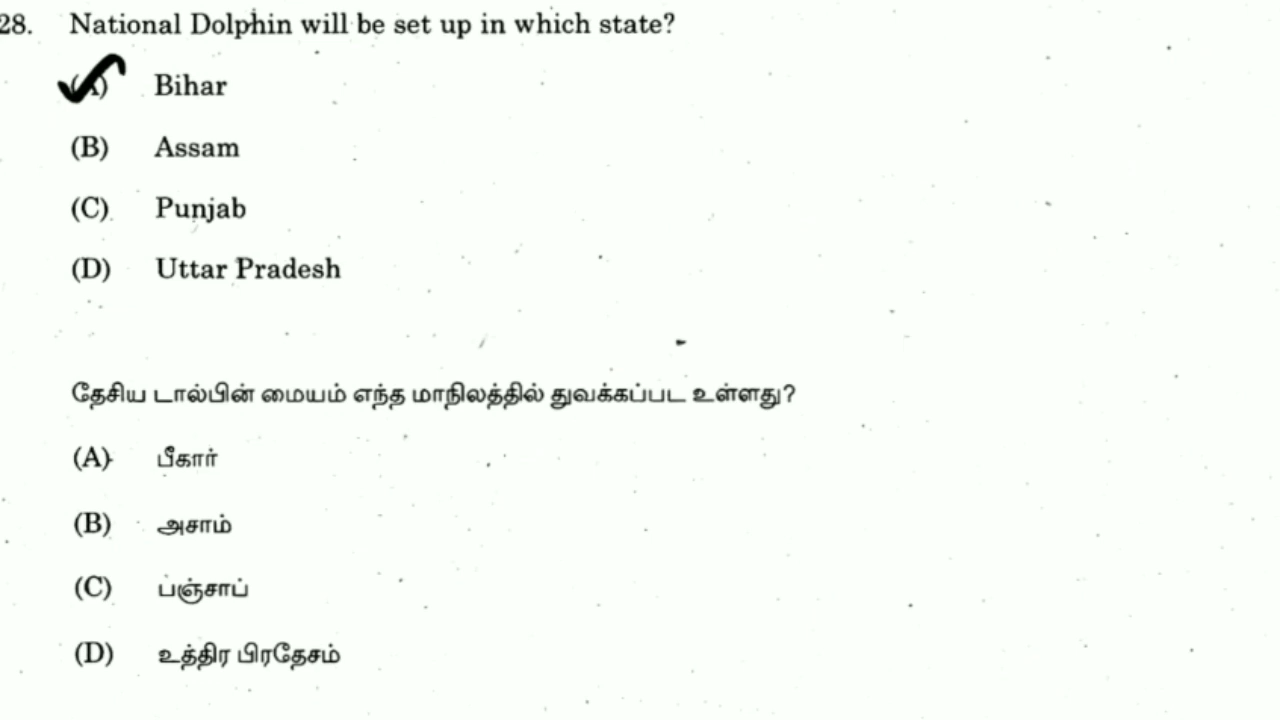 28. National Dolphin will be set up in which state?
(A) Bihar
(B) Assam
(C) Punjab
(D) Uttar Pradesh
தேசிய டால்பின் மையம் எந்த மாநிலத்தில் துவக்கப்பட உள்ளது?
(A) பீகார்
(B) அசாம்
(C) பஞ்சாப்
(D) உத்திர பிரதேசம்